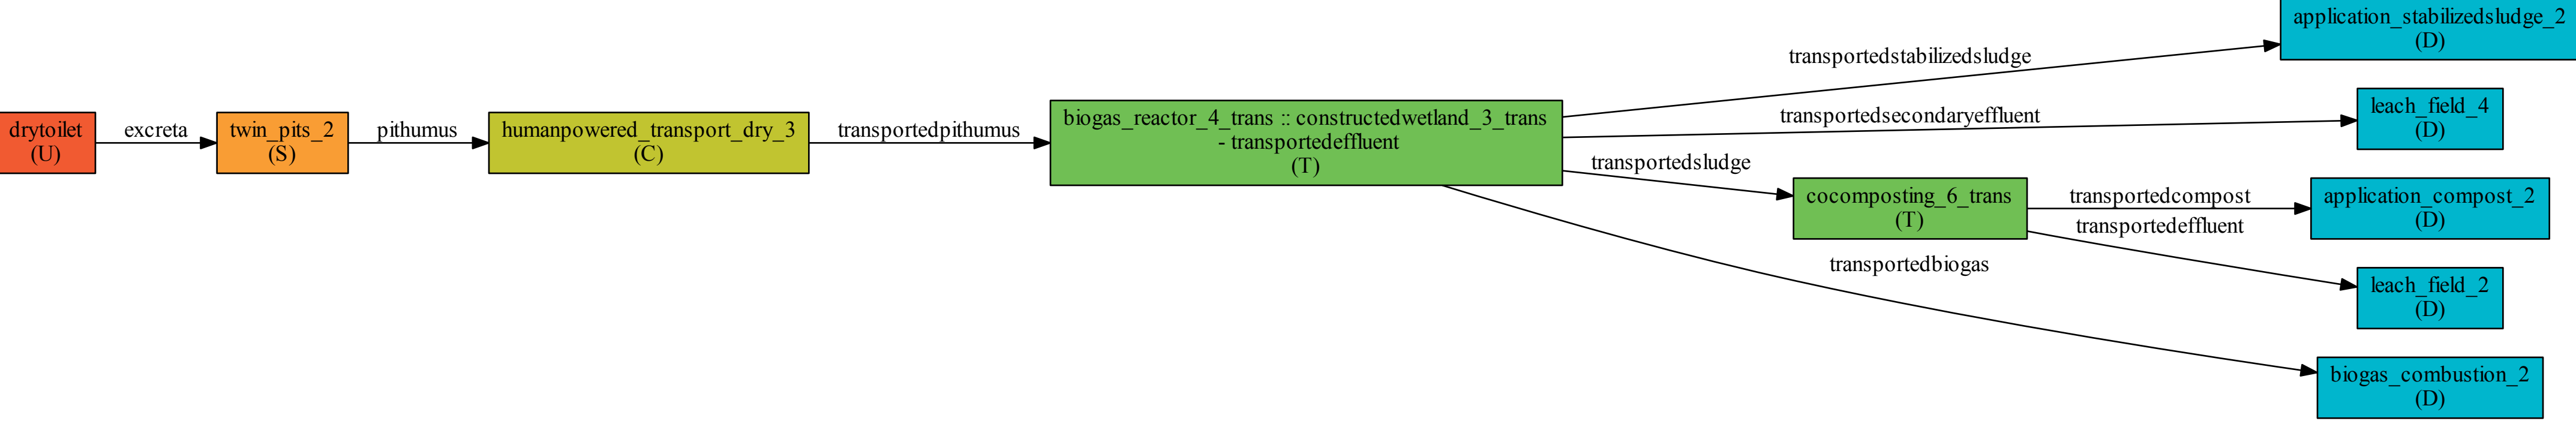 drytoilet
(U)
excreta
twin_pits_2
(S)
pithumus
humanpowered_transport_dry_3
(C)
transportedpithumus
biogas_reactor_4_trans :: constructedwetland_3_trans
- transportedeffluent
(T)
transportedstabilizedsludge
application_stabilizedsludge_2
(D)
transportedsecondaryeffluent
leach_field_4
(D)
transportedsludge
cocomposting_6_trans
(T)
transportedcompost
application_compost_2
(D)
transportedeffluent
leach_field_2
(D)
transportedbiogas
biogas_combustion_2
(D)